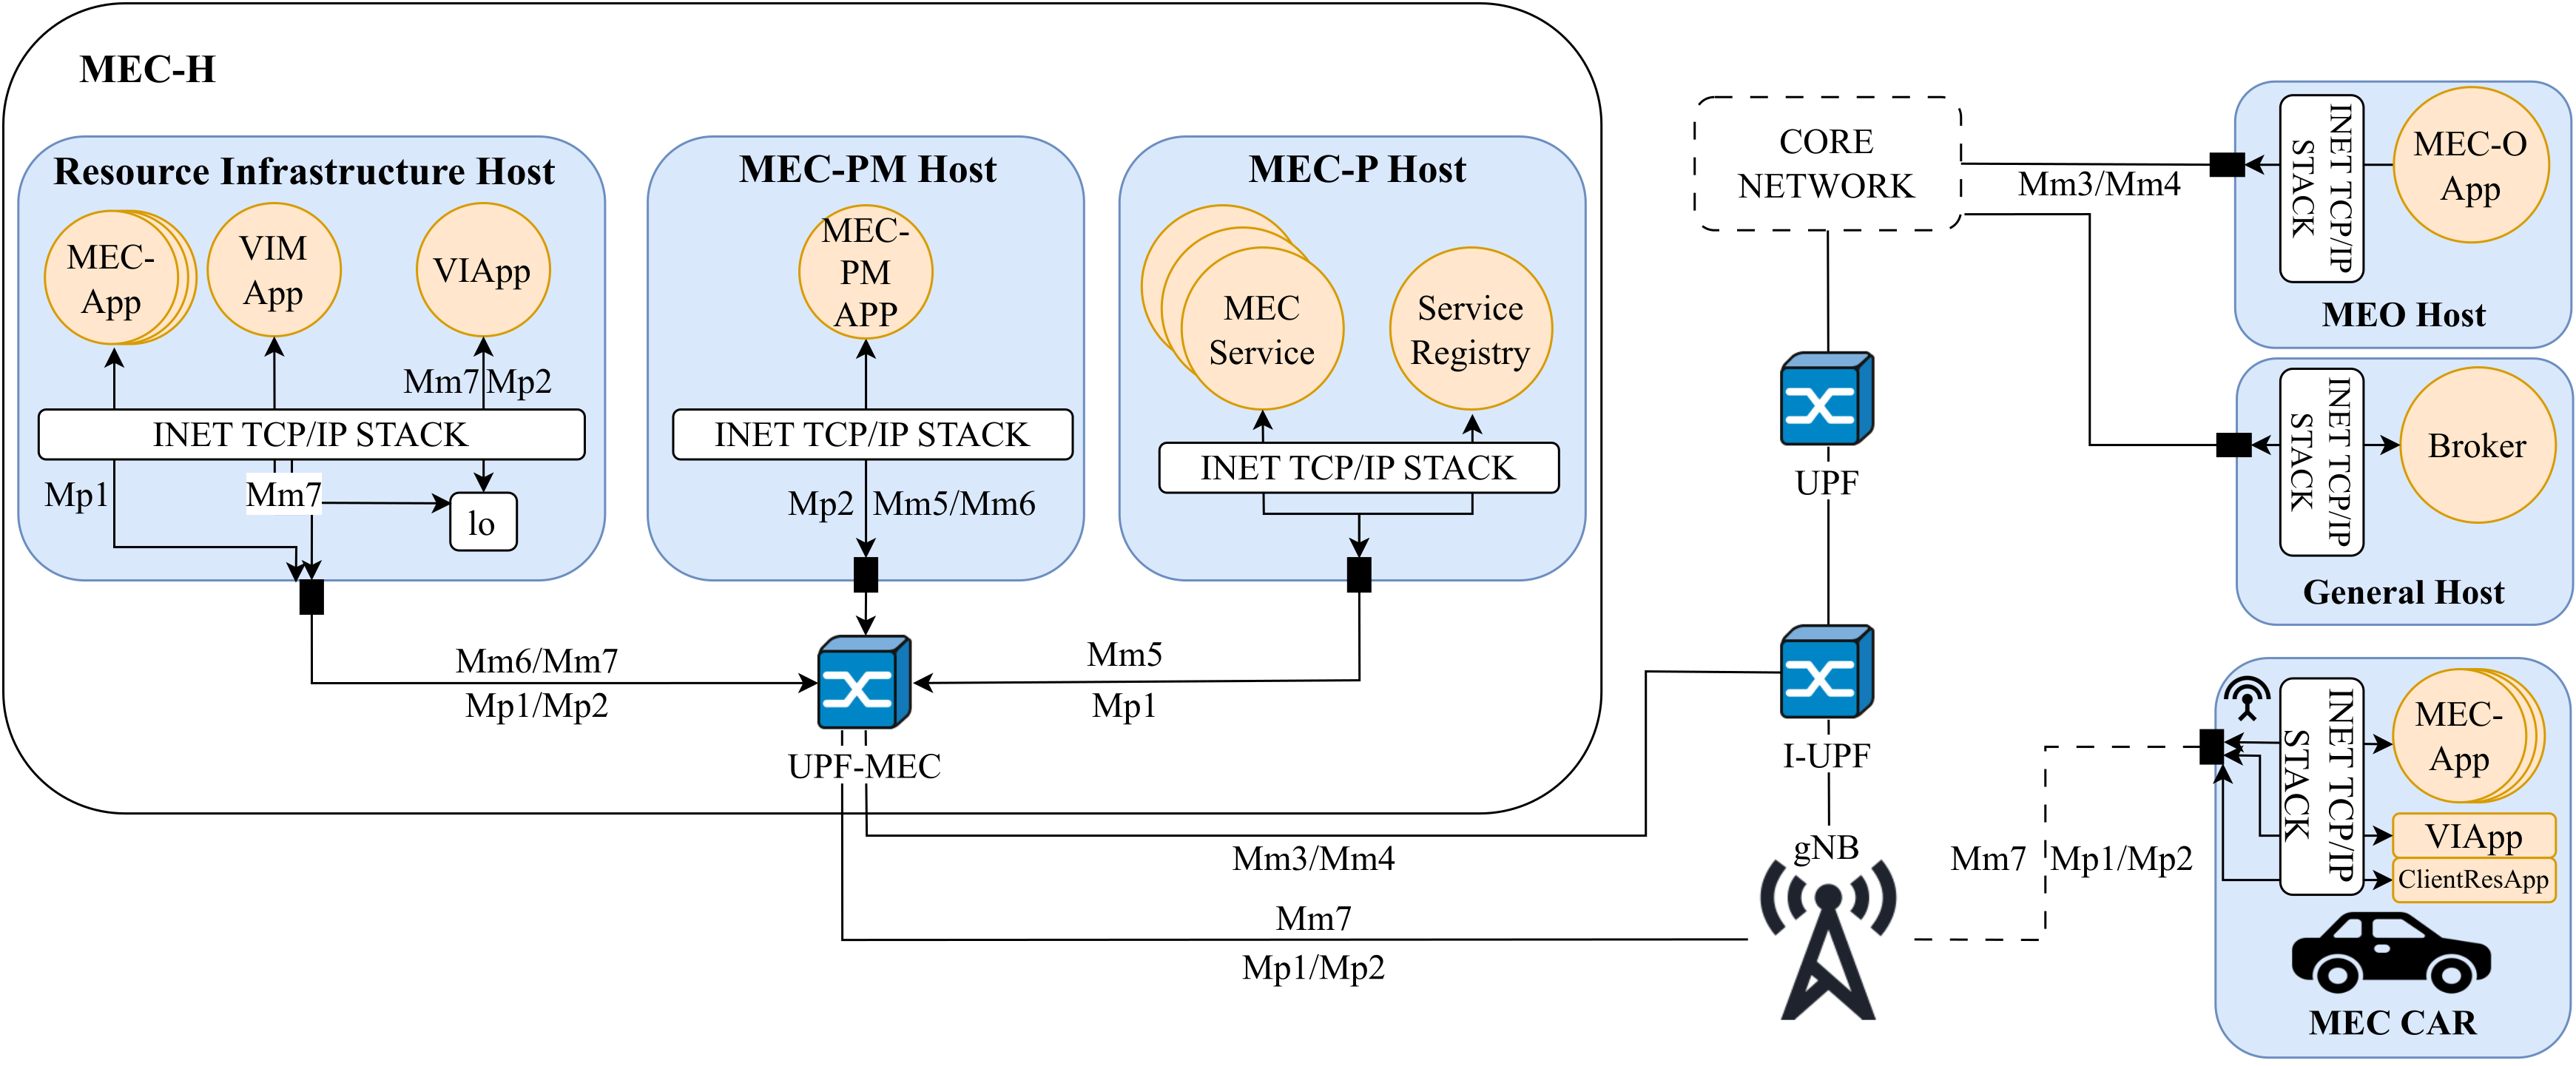 MEC-H
Resource Infrastructure Host
MEC-
App
VIM
App
VIApp
Mm7
Mp2
INET TCP/IP STACK
Mp1
Mm7
lo
MEC-PM Host
MEC-
PM
APP
INET TCP/IP STACK
Mp2
Mm5/Mm6
MEC-P Host
MEC
Service
Service
Registry
INET TCP/IP STACK
Mm6/Mm7
Mp1/Mp2
Mm5
Mp1
UPF-MEC
Mm3/Mm4
Mm7
Mp1/Mp2
CORE
NETWORK
Mm3/Mm4
UPF
I-UPF
gNB
Mm7
Mp1/Mp2
INET TCP/IP
STACK
MEC-O
App
MEO Host
INET TCP/IP
STACK
Broker
General Host
INET TCP/IP
STACK
MEC-
App
VIApp
ClientResApp
MEC CAR